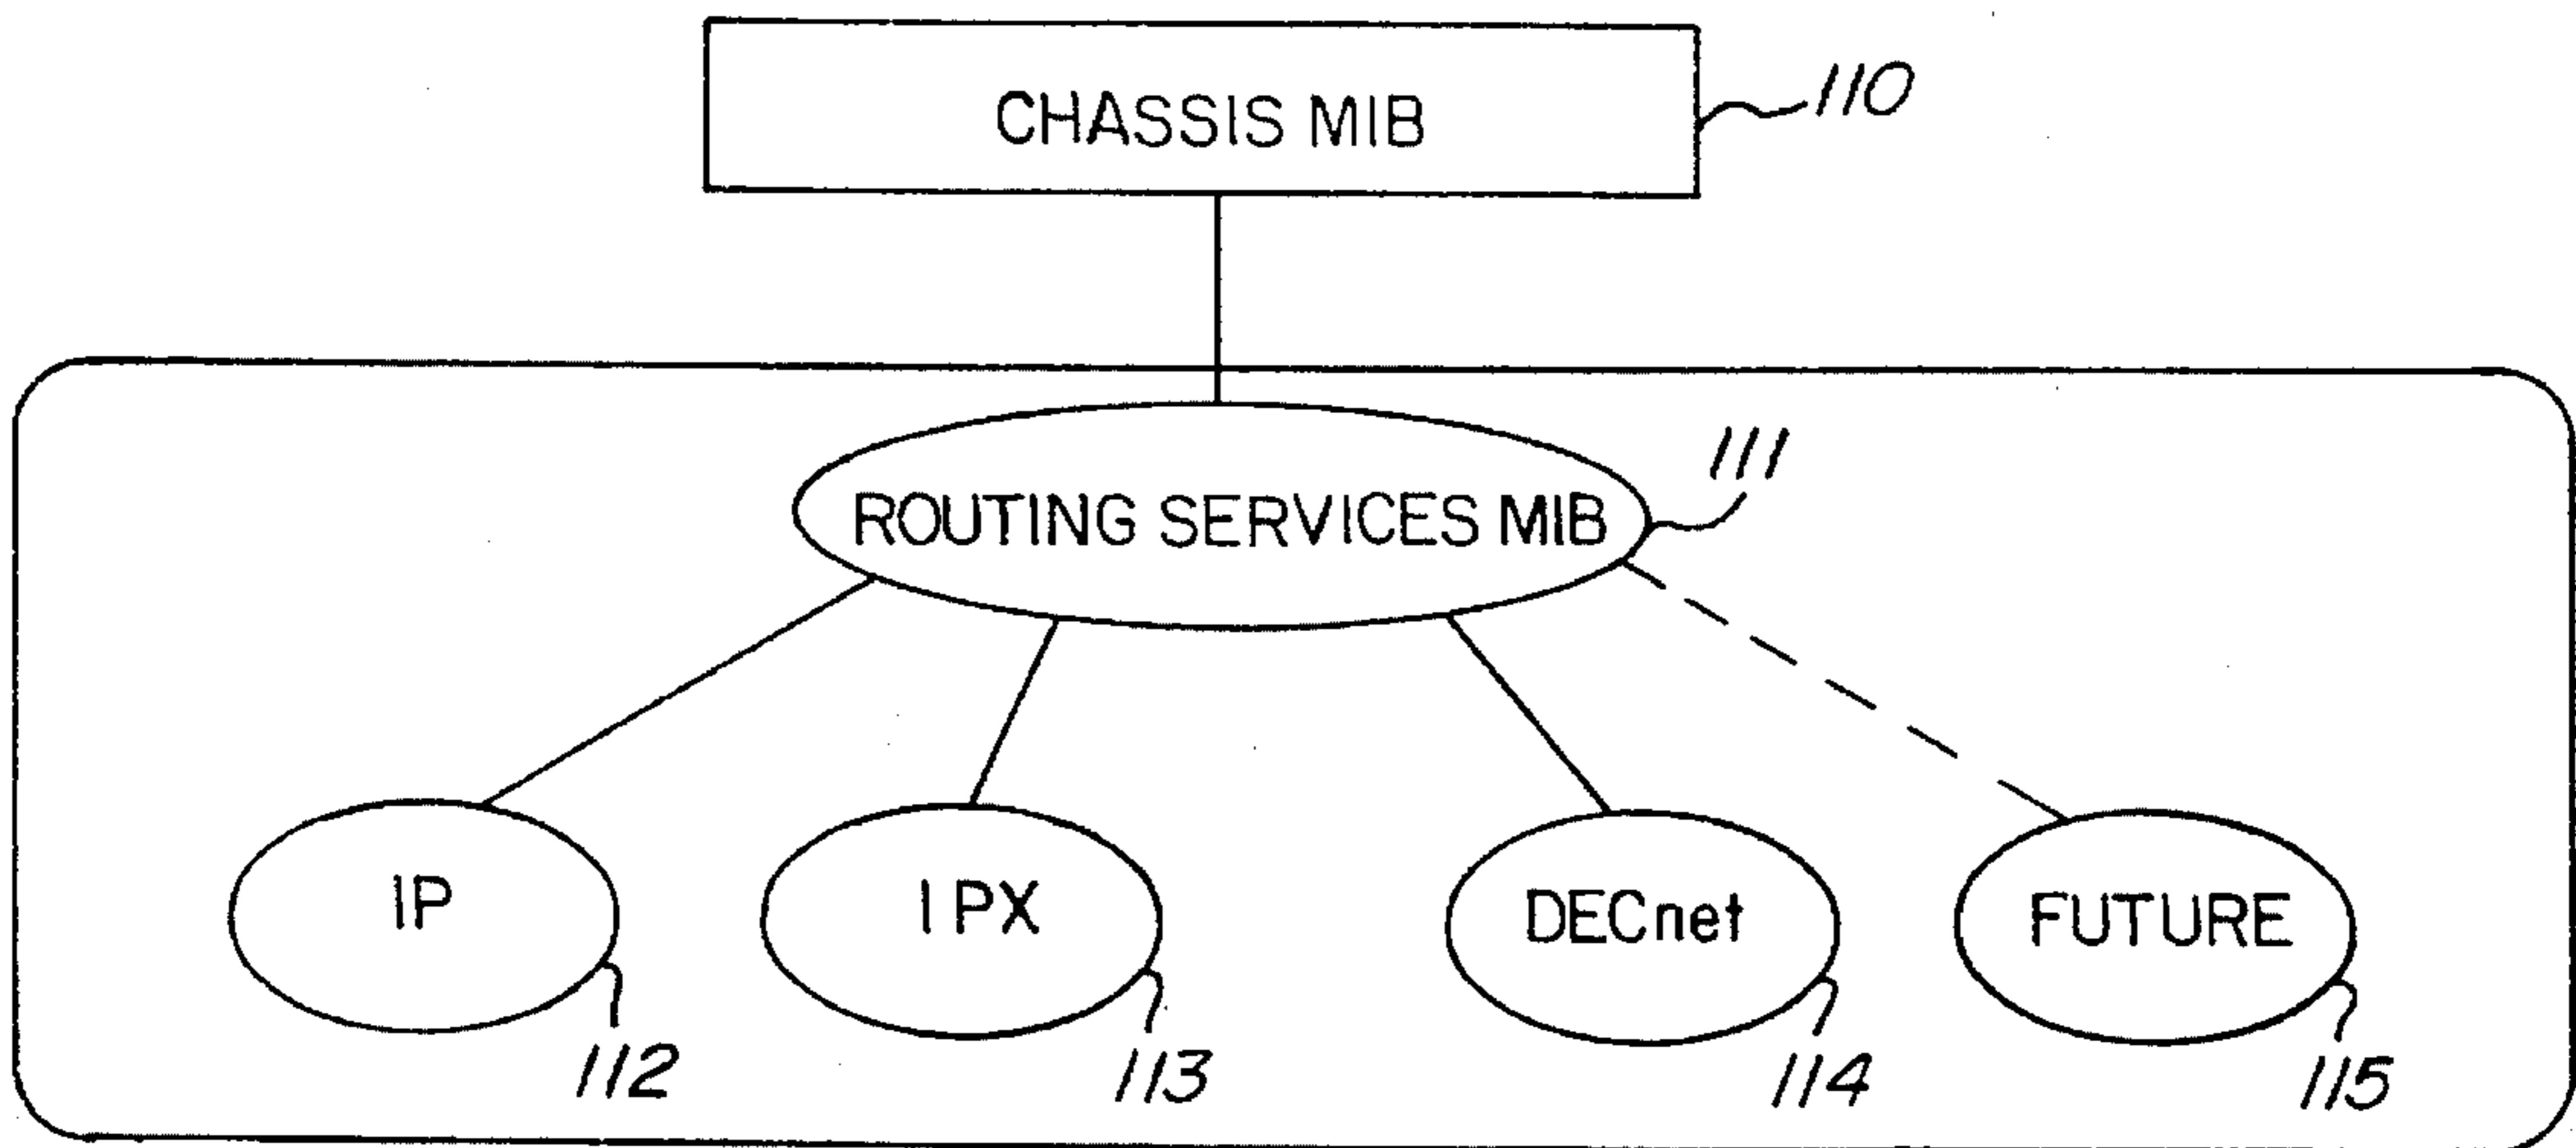 CHASSIS MIB
110
ROUTING SERVICES MIB
111
IP
IPX
DECnet
FUTURE
112
113
114
115